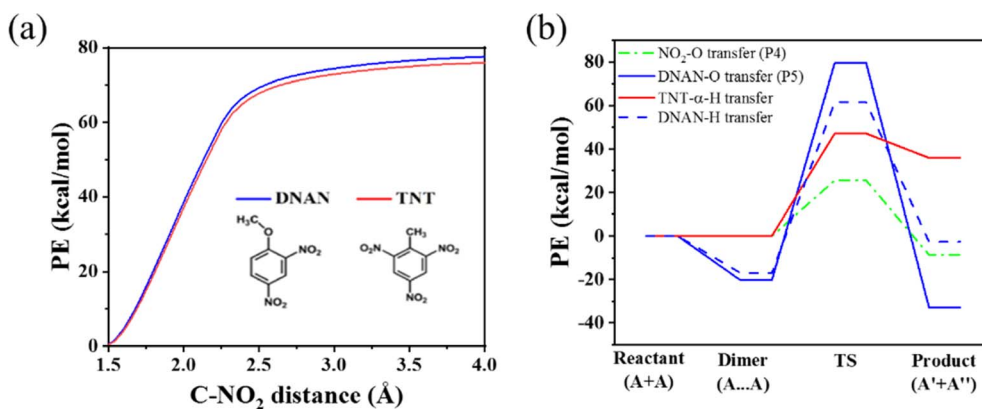 (a)
80
60
40
20
0
PE (kcal/mol)
1.5 2.0 2.5 3.0 3.5 4.0
C-NO₂ distance (Å)
DNAN TNT
H₃C
O
NO₂
NO₂
CH₃
O₂N NO₂
NO₂
(b)
80
60
40
20
0
-20
-40
PE (kcal/mol)
NO₂-O transfer (P4)
DNAN-O transfer (P5)
TNT-α-H transfer
DNAN-H transfer
Reactant Dimer TS Product
(A+A) (A...A) (A'+A'')